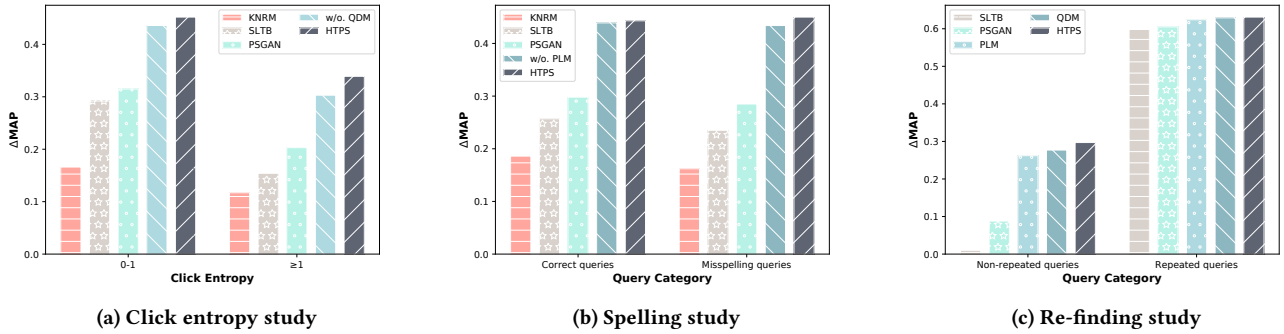 ΔMAP
0.4
0.3
0.2
0.1
0.0
KNRM
SLTB
PSGAN
w/o. QDM
HTPS
0-1
≥1
Click Entropy
(a) Click entropy study
ΔMAP
0.4
0.3
0.2
0.1
0.0
KNRM
SLTB
PSGAN
w/o. PLM
HTPS
Correct queries
Misspelling queries
Query Category
(b) Spelling study
ΔMAP
0.6
0.5
0.4
0.3
0.2
0.1
0.0
SLTB
PSGAN
PLM
QDM
HTPS
Non-repeated queries
Repeated queries
Query Category
(c) Re-finding study